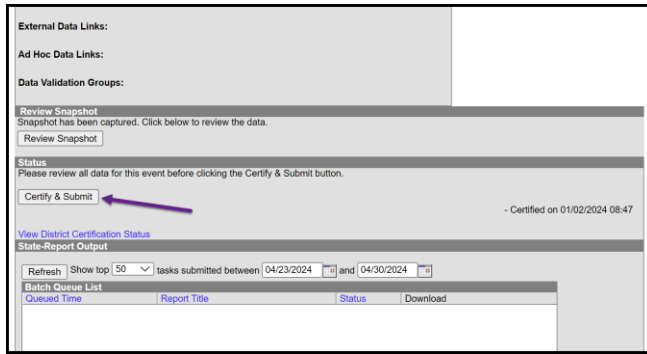 External Data Links:
Ad Hoc Data Links:
Data Validation Groups:
Review Snapshot
Snapshot has been captured. Click below to review the data.
Review Snapshot
Status
Please review all data for this event before clicking the Certify & Submit button.
Certify & Submit
- Certified on 01/02/2024 08:47
View District Certification Status
State-Report Output
Refresh Show top 50 tasks submitted between 04/23/2024 and 04/30/2024
Batch Queue List
Queued Time Report Title Status Download